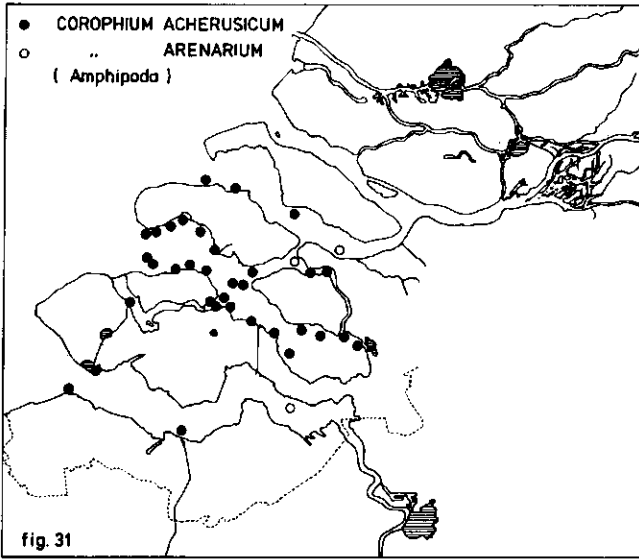 ● COROPHIUM ACHERUSICUM
○ „ ARENARIUM
( Amphipoda )
fig. 31